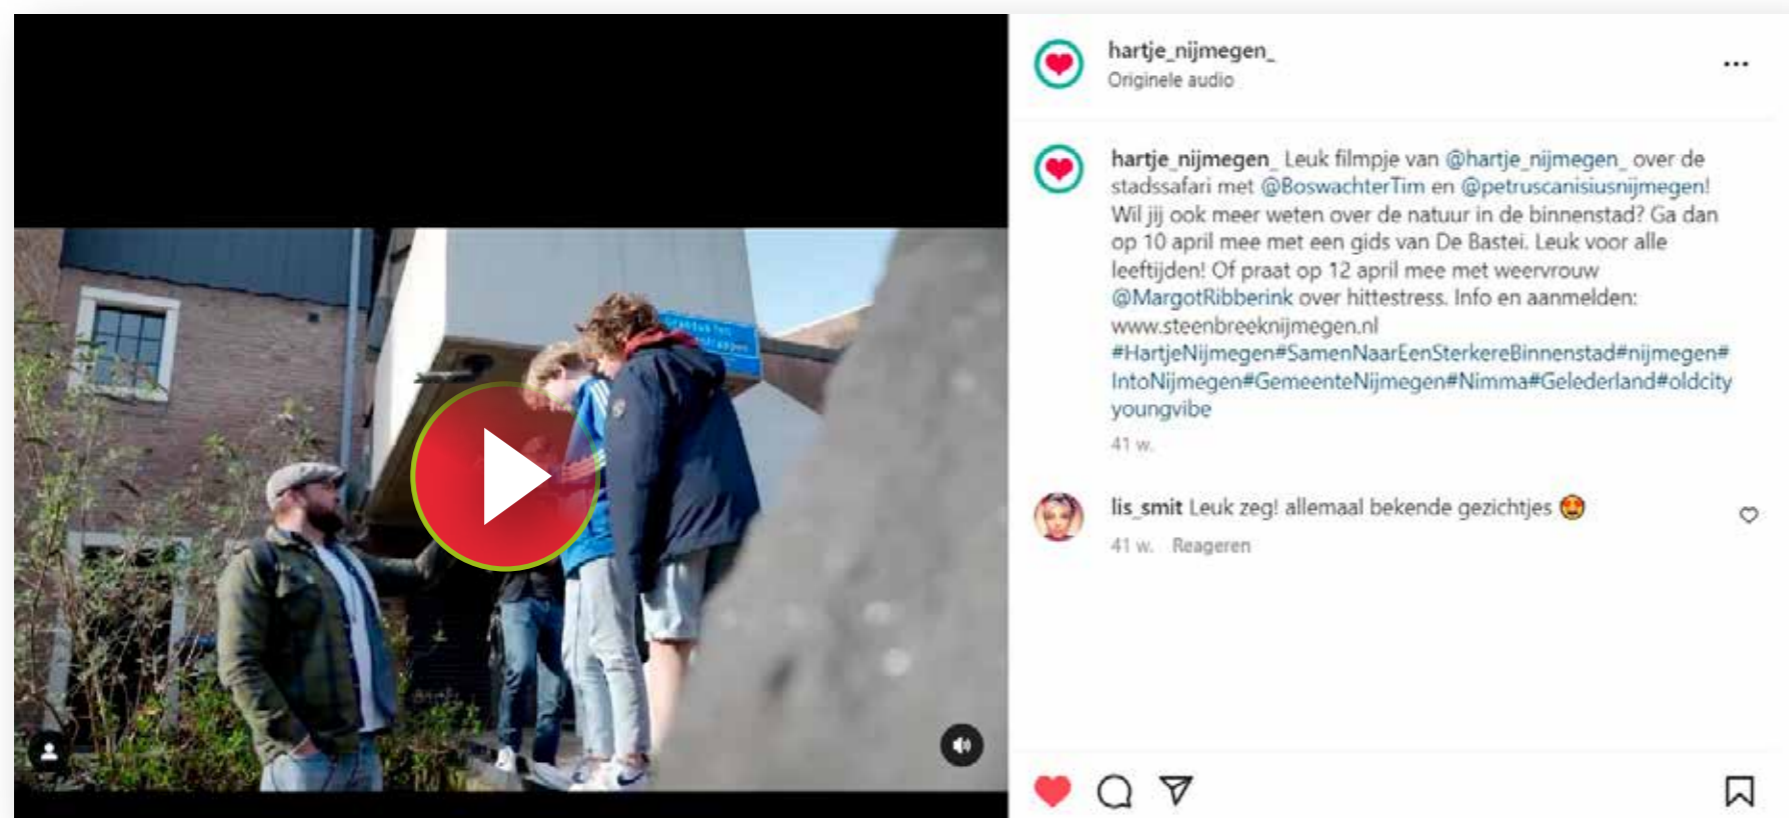 hartje_nijmegen_
Originele audio
hartje_nijmegen_ Leuk filmpje van @hartje_nijmegen_ over de
stadssafari met @BoswachterTim en @petruscanisiusnijmegen!
Wil jij ook meer weten over de natuur in de binnenstad? Ga dan
op 10 april mee met een gids van De Bastei. Leuk voor alle
leeftijden! Of praat op 12 april mee met weervrouw
@MargotRibberink over hittestress. Info en aanmelden:
www.steenbreeknijmegen.nl
#HartjeNijmegen#SamenNaarEenSterkereBinnenstad#nijmegen#
IntoNijmegen#GemeenteNijmegen#Nimma#Gelederland#oldcity
youngvibe
41 w.
lis_smit Leuk zeg! allemaal bekende gezichtjes 🤩
41 w. Reageren